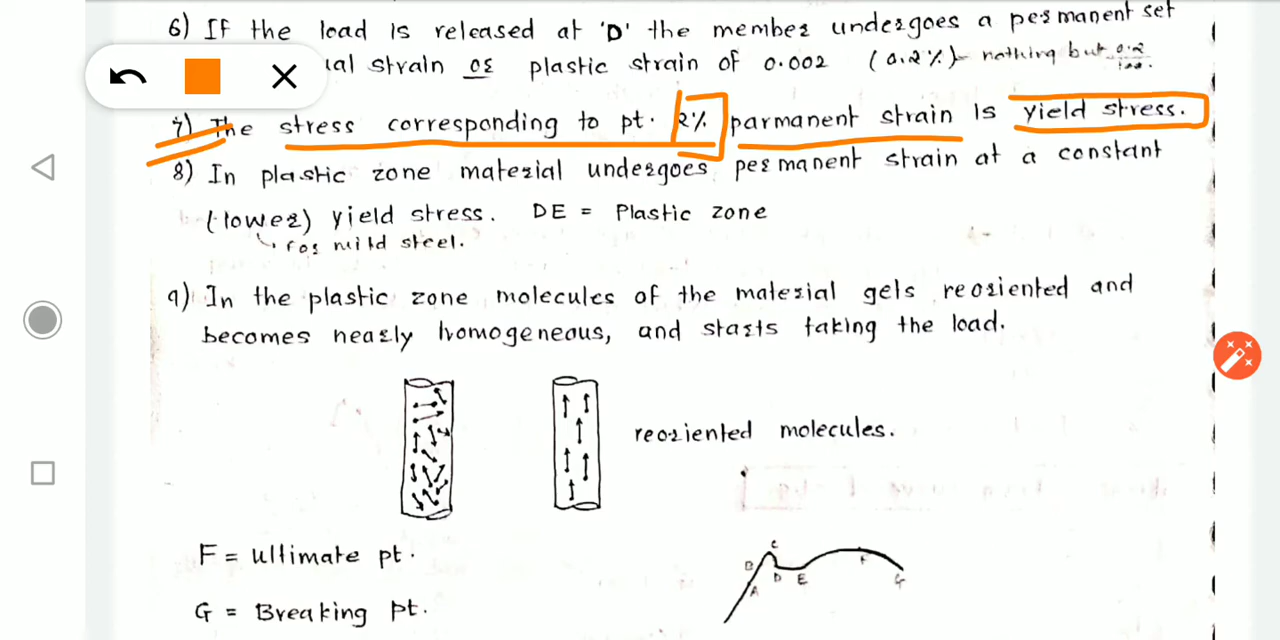 6) If the load is released at 'D' the member undergoes a permanent set
ual strain or plastic strain of 0.002 (0.2%) - nothing but 0.2/100.
7) The stress corresponding to pt. 2% parmanent strain is yield stress.
8) In plastic zone material undergoes permanent strain at a constant
(lower) yield stress. DE = Plastic zone
↳ for mild steel.
9) In the plastic zone molecules of the material gets reoriented and
becomes nearly homogeneous, and starts taking the load.
reoriented molecules.
F = ultimate pt.
G = Breaking pt.
A B C D E F G